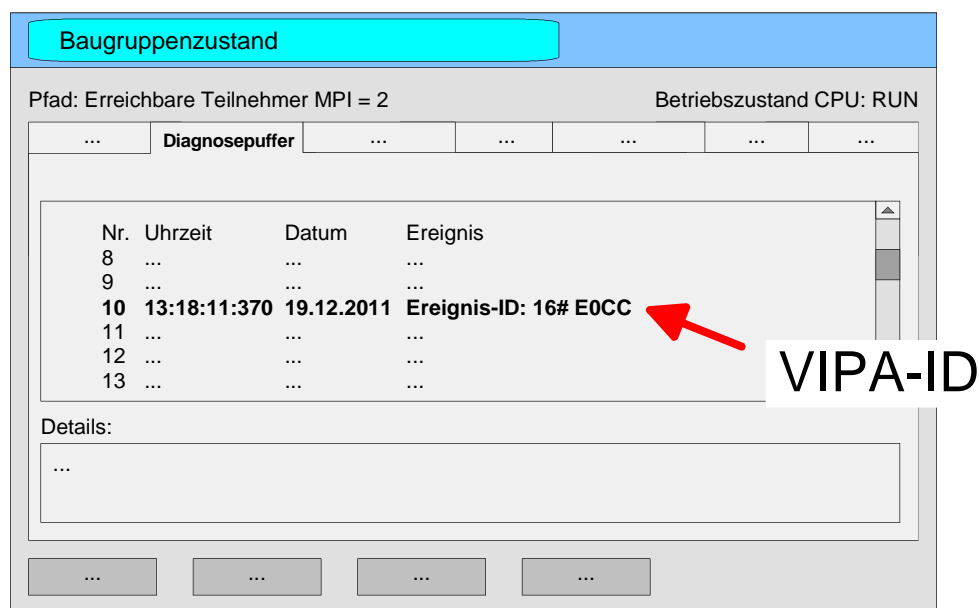 Baugruppenzustand
Pfad: Erreichbare Teilnehmer MPI = 2 Betriebszustand CPU: RUN
... Diagnosepuffer ... ... ... ... ...
Nr. Uhrzeit Datum Ereignis
8 ... ... ...
9 ... ... ...
10 13:18:11:370 19.12.2011 Ereignis-ID: 16# E0CC
11 ... ... ...
12 ... ... ...
13 ... ... ...
VIPA-ID
Details:
...
... ... ... ...